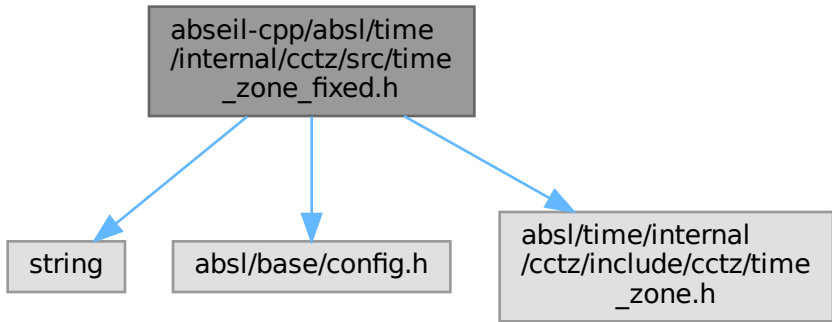 abseil-cpp/absl/time
/internal/cctz/src/time
_zone_fixed.h
string
absl/base/config.h
absl/time/internal
/cctz/include/cctz/time
_zone.h